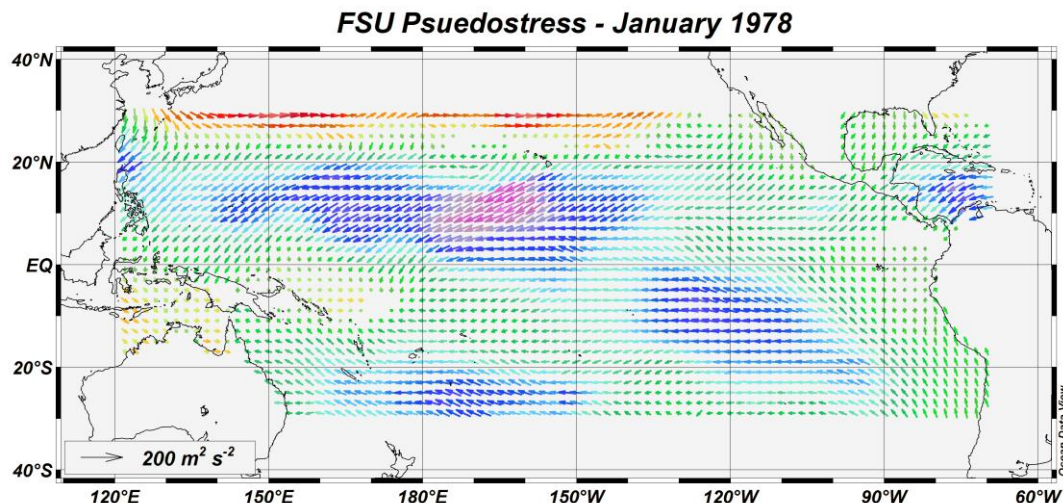 FSU Psuedostress - January 1978
40°N
20°N
EQ
20°S
40°S
200 m² s⁻²
120°E 150°E 180°E 150°W 120°W 90°W 60°W
Ocean Data View